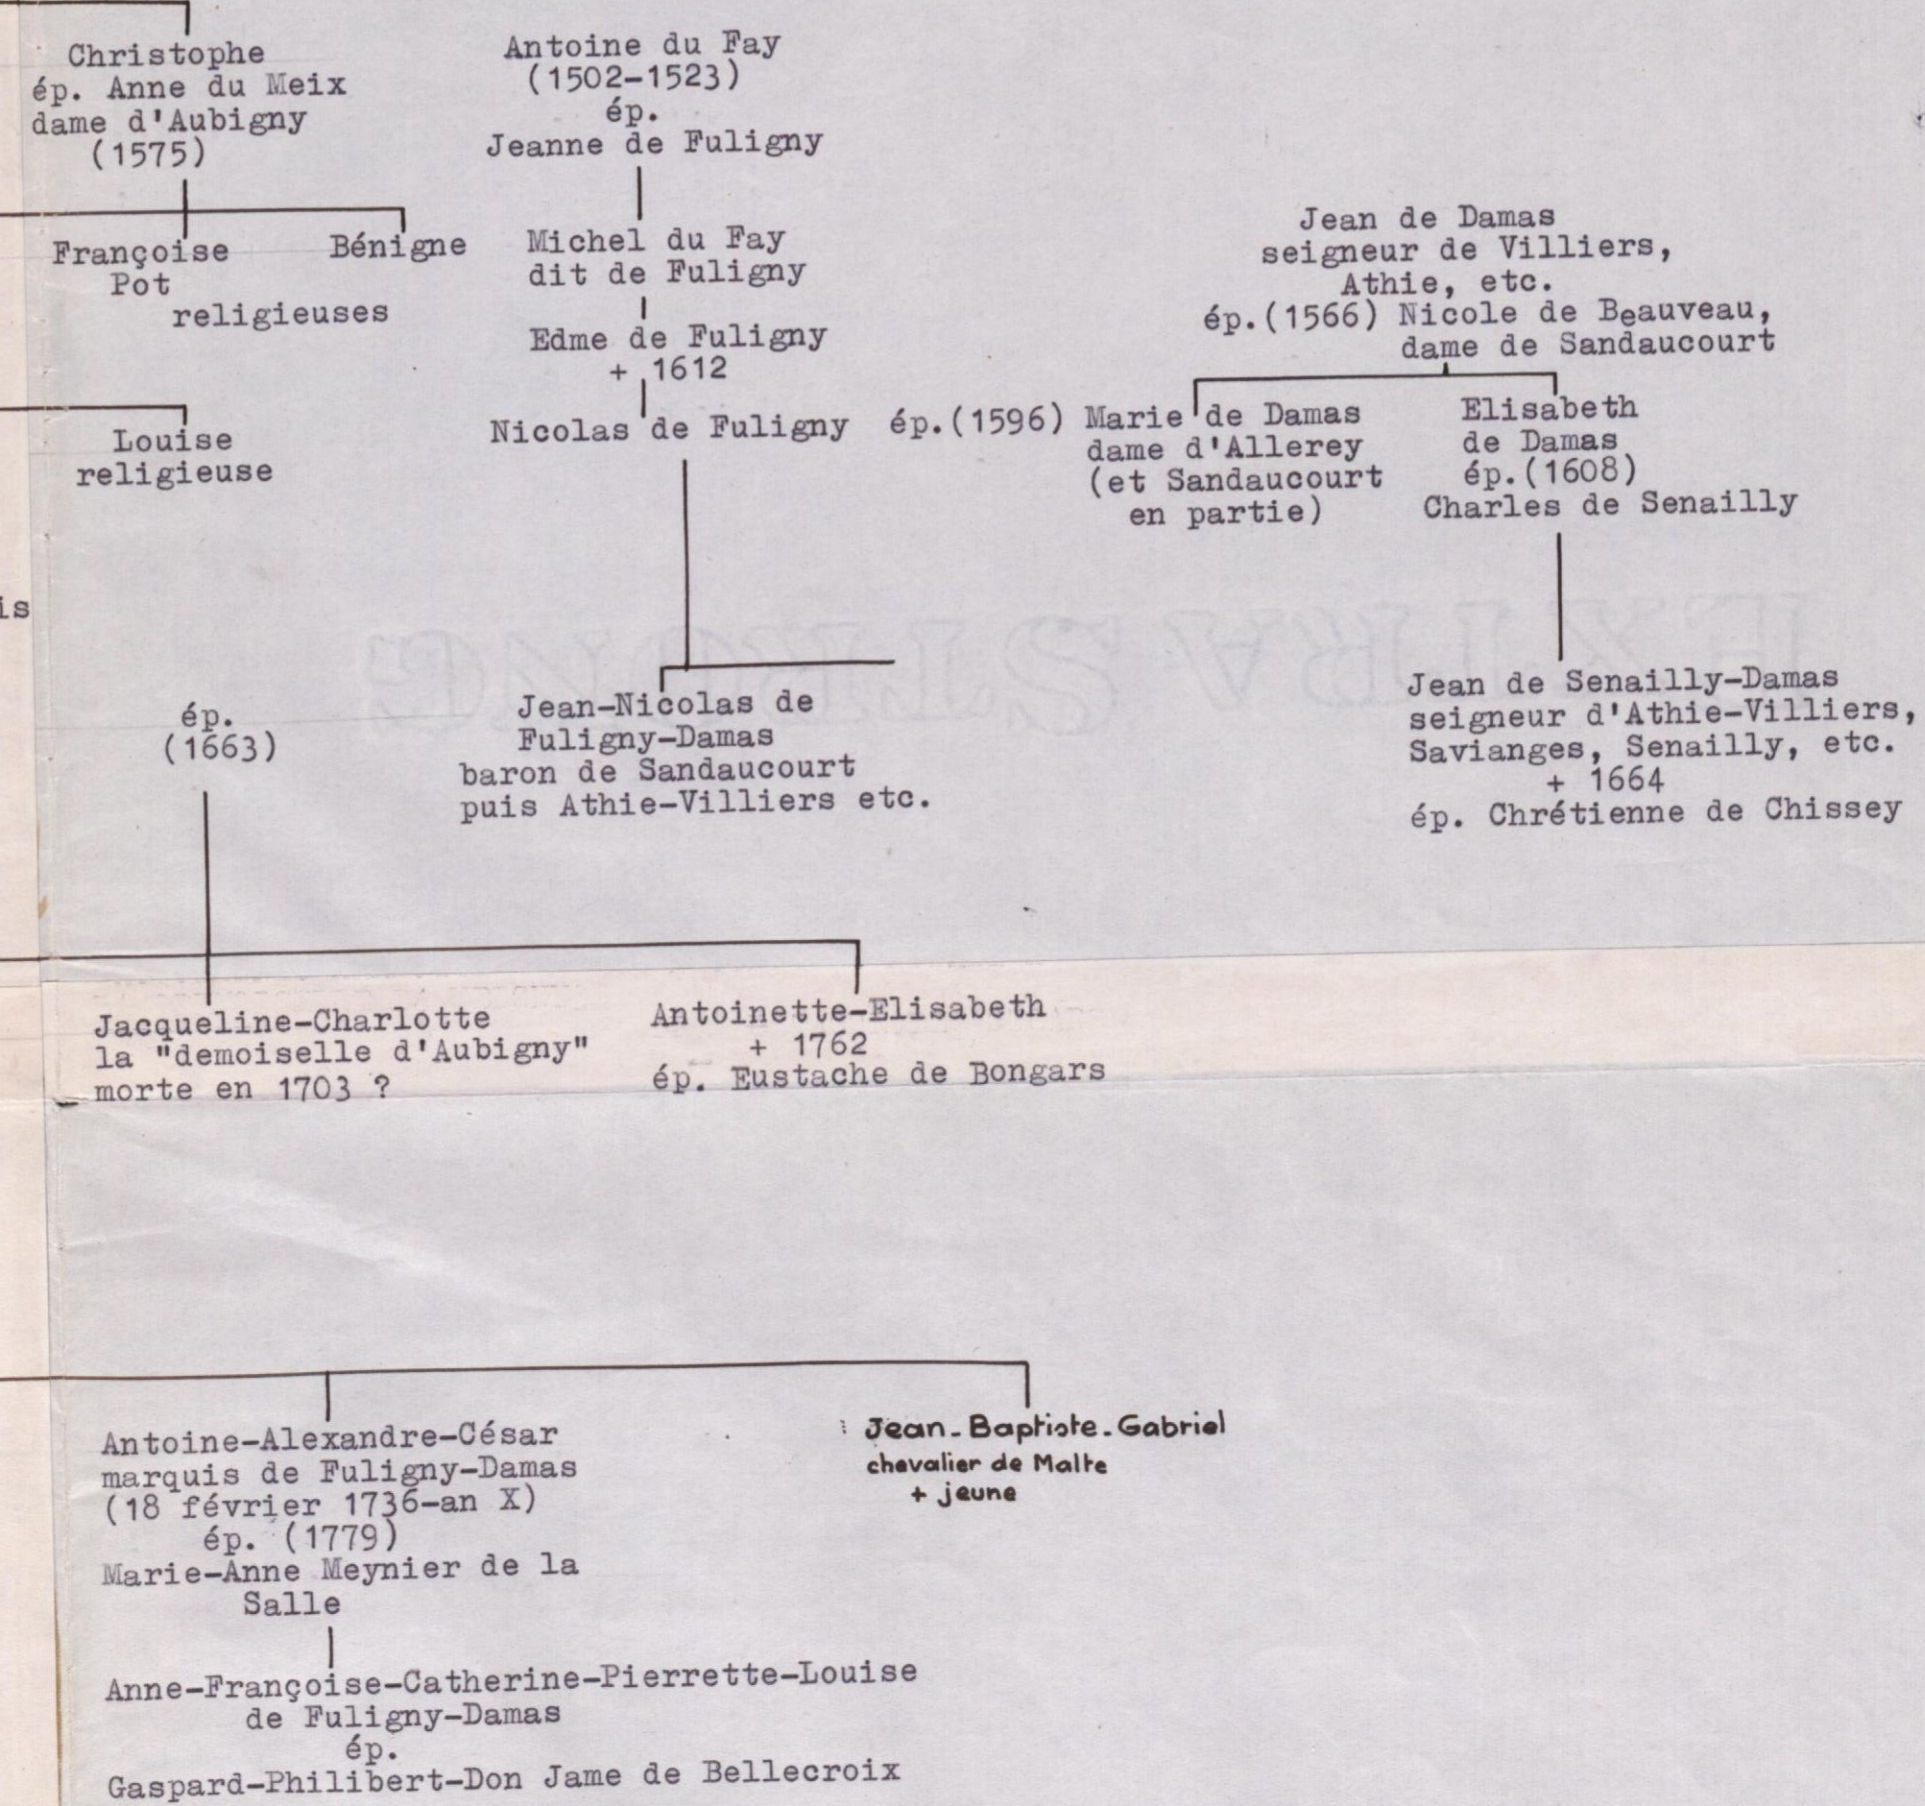 Christophe
ép. Anne du Meix
dame d'Aubigny
(1575)
Antoine du Fay
(1502-1523)
ép.
Jeanne de Fuligny
Françoise
Pot
Bénigne
religieuses
Michel du Fay
dit de Fuligny
Edme de Fuligny
+ 1612
Jean de Damas
seigneur de Villiers,
Athie, etc.
ép.(1566) Nicole de Beauveau,
dame de Sandaucourt
Louise
religieuse
Nicolas de Fuligny ép.(1596) Marie de Damas
dame d'Allerey
(et Sandaucourt
en partie)
Elisabeth
de Damas
ép.(1608)
Charles de Senailly
is
ép.
(1663)
Jean-Nicolas de
Fuligny-Damas
baron de Sandaucourt
puis Athie-Villiers etc.
Jean de Senailly-Damas
seigneur d'Athie-Villiers,
Savianges, Senailly, etc.
+ 1664
ép. Chrétienne de Chissey
Jacqueline-Charlotte
la "demoiselle d'Aubigny"
morte en 1703 ?
Antoinette-Elisabeth
+ 1762
ép. Eustache de Bongars
Antoine-Alexandre-César
marquis de Fuligny-Damas
(18 février 1736-an X)
ép. (1779)
Marie-Anne Meynier de la
Salle
Jean-Baptiste-Gabriel
chevalier de Malte
+ jeune
Anne-Françoise-Catherine-Pierrette-Louise
de Fuligny-Damas
ép.
Gaspard-Philibert-Don Jame de Bellecroix